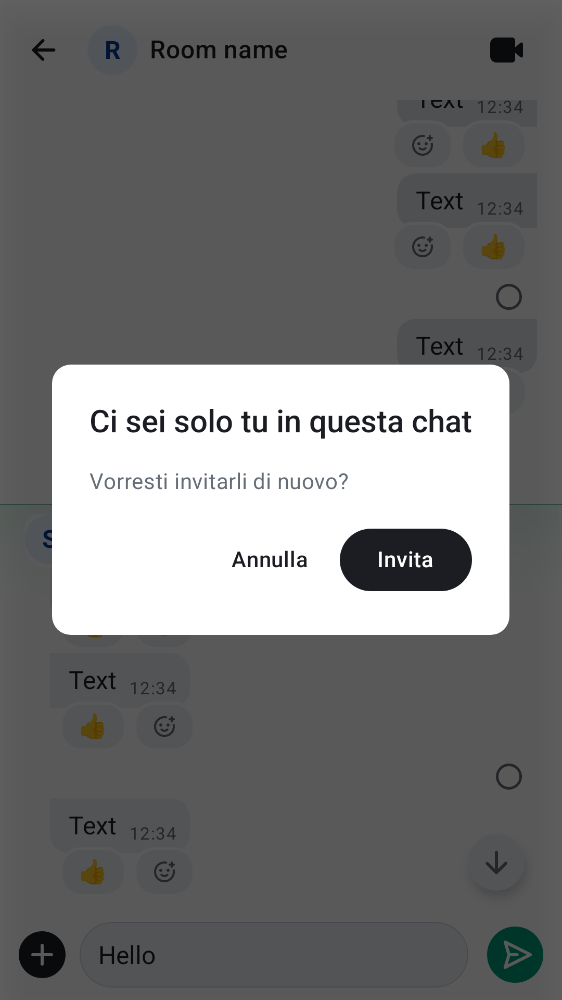 R Room name
Text 12:34
👍
Text 12:34
👍
Text 12:34
Ci sei solo tu in questa chat
Vorresti invitarli di nuovo?
S
Annulla Invita
Text 12:34
👍
Text 12:34
👍
Hello